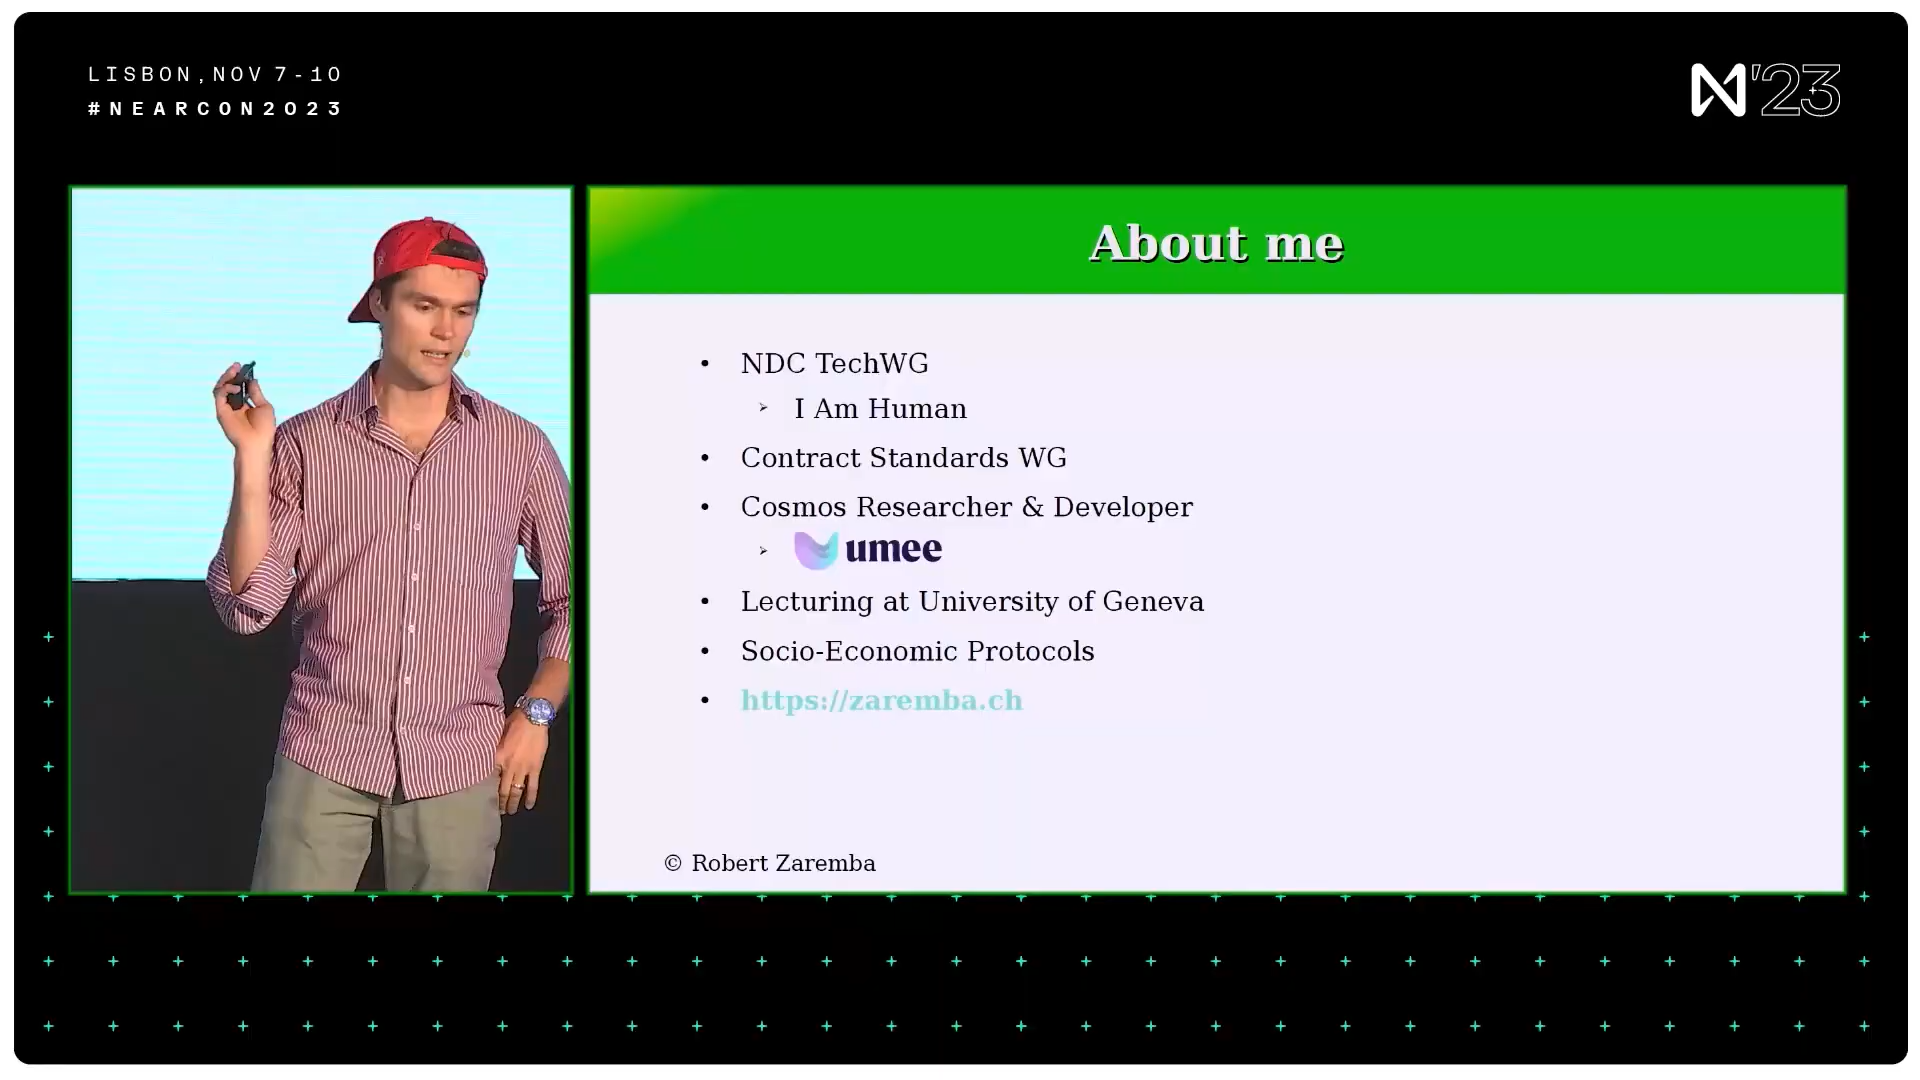 LISBON, NOV 7-10
#NEARCON2023
N'23
About me
• NDC TechWG
➢ I Am Human
• Contract Standards WG
• Cosmos Researcher & Developer
➢ umee
• Lecturing at University of Geneva
• Socio-Economic Protocols
• https://zaremba.ch
© Robert Zaremba